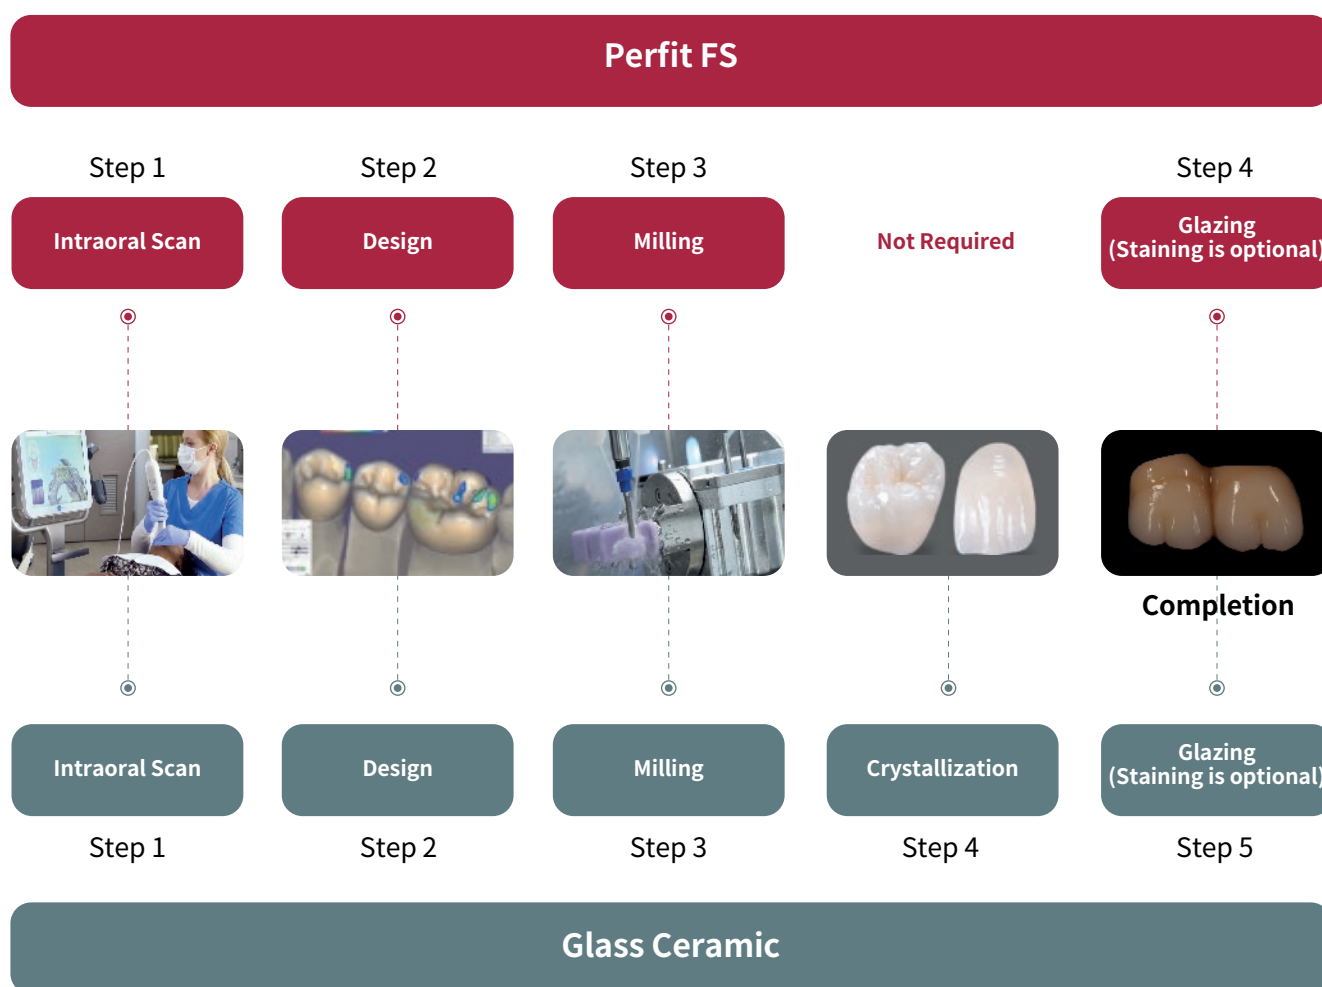 Perfit FS
Step 1
Step 2
Step 3
Step 4
Intraoral Scan
Design
Milling
Not Required
Glazing
(Staining is optional)
Completion
Intraoral Scan
Design
Milling
Crystallization
Glazing
(Staining is optional)
Step 1
Step 2
Step 3
Step 4
Step 5
Glass Ceramic